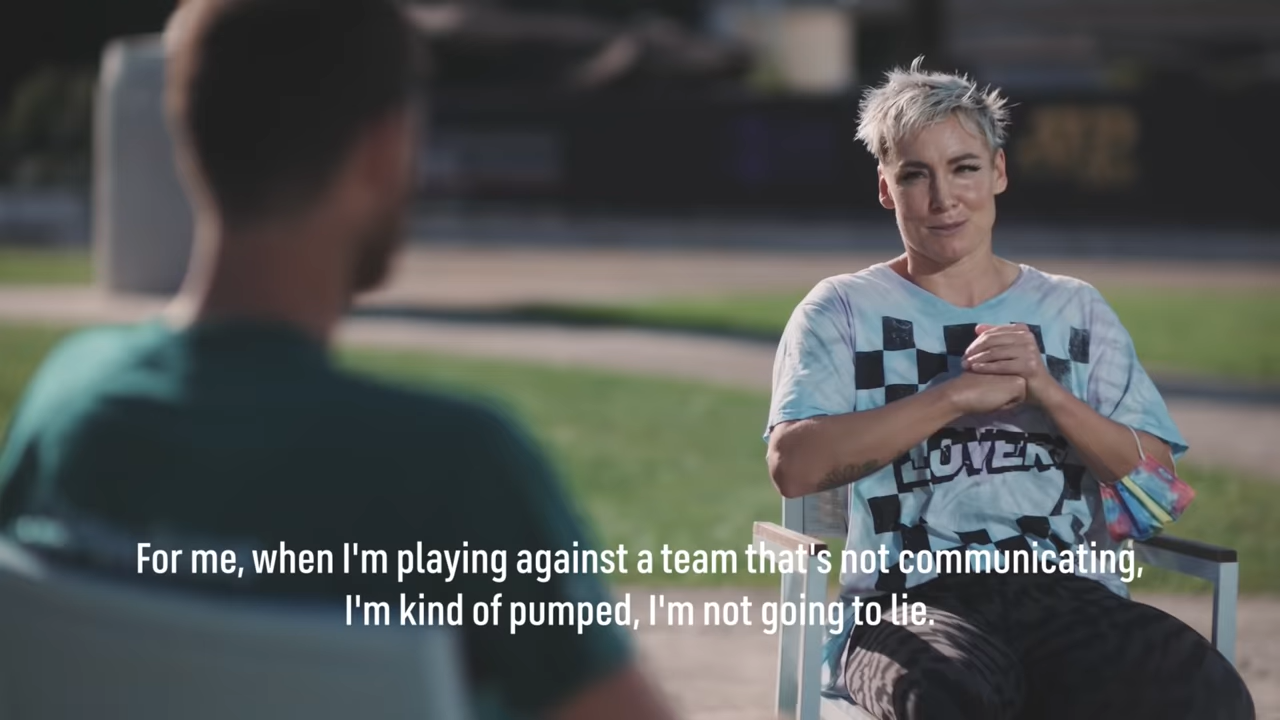 LOVER
For me, when I'm playing against a team that's not communicating,
I'm kind of pumped, I'm not going to lie.